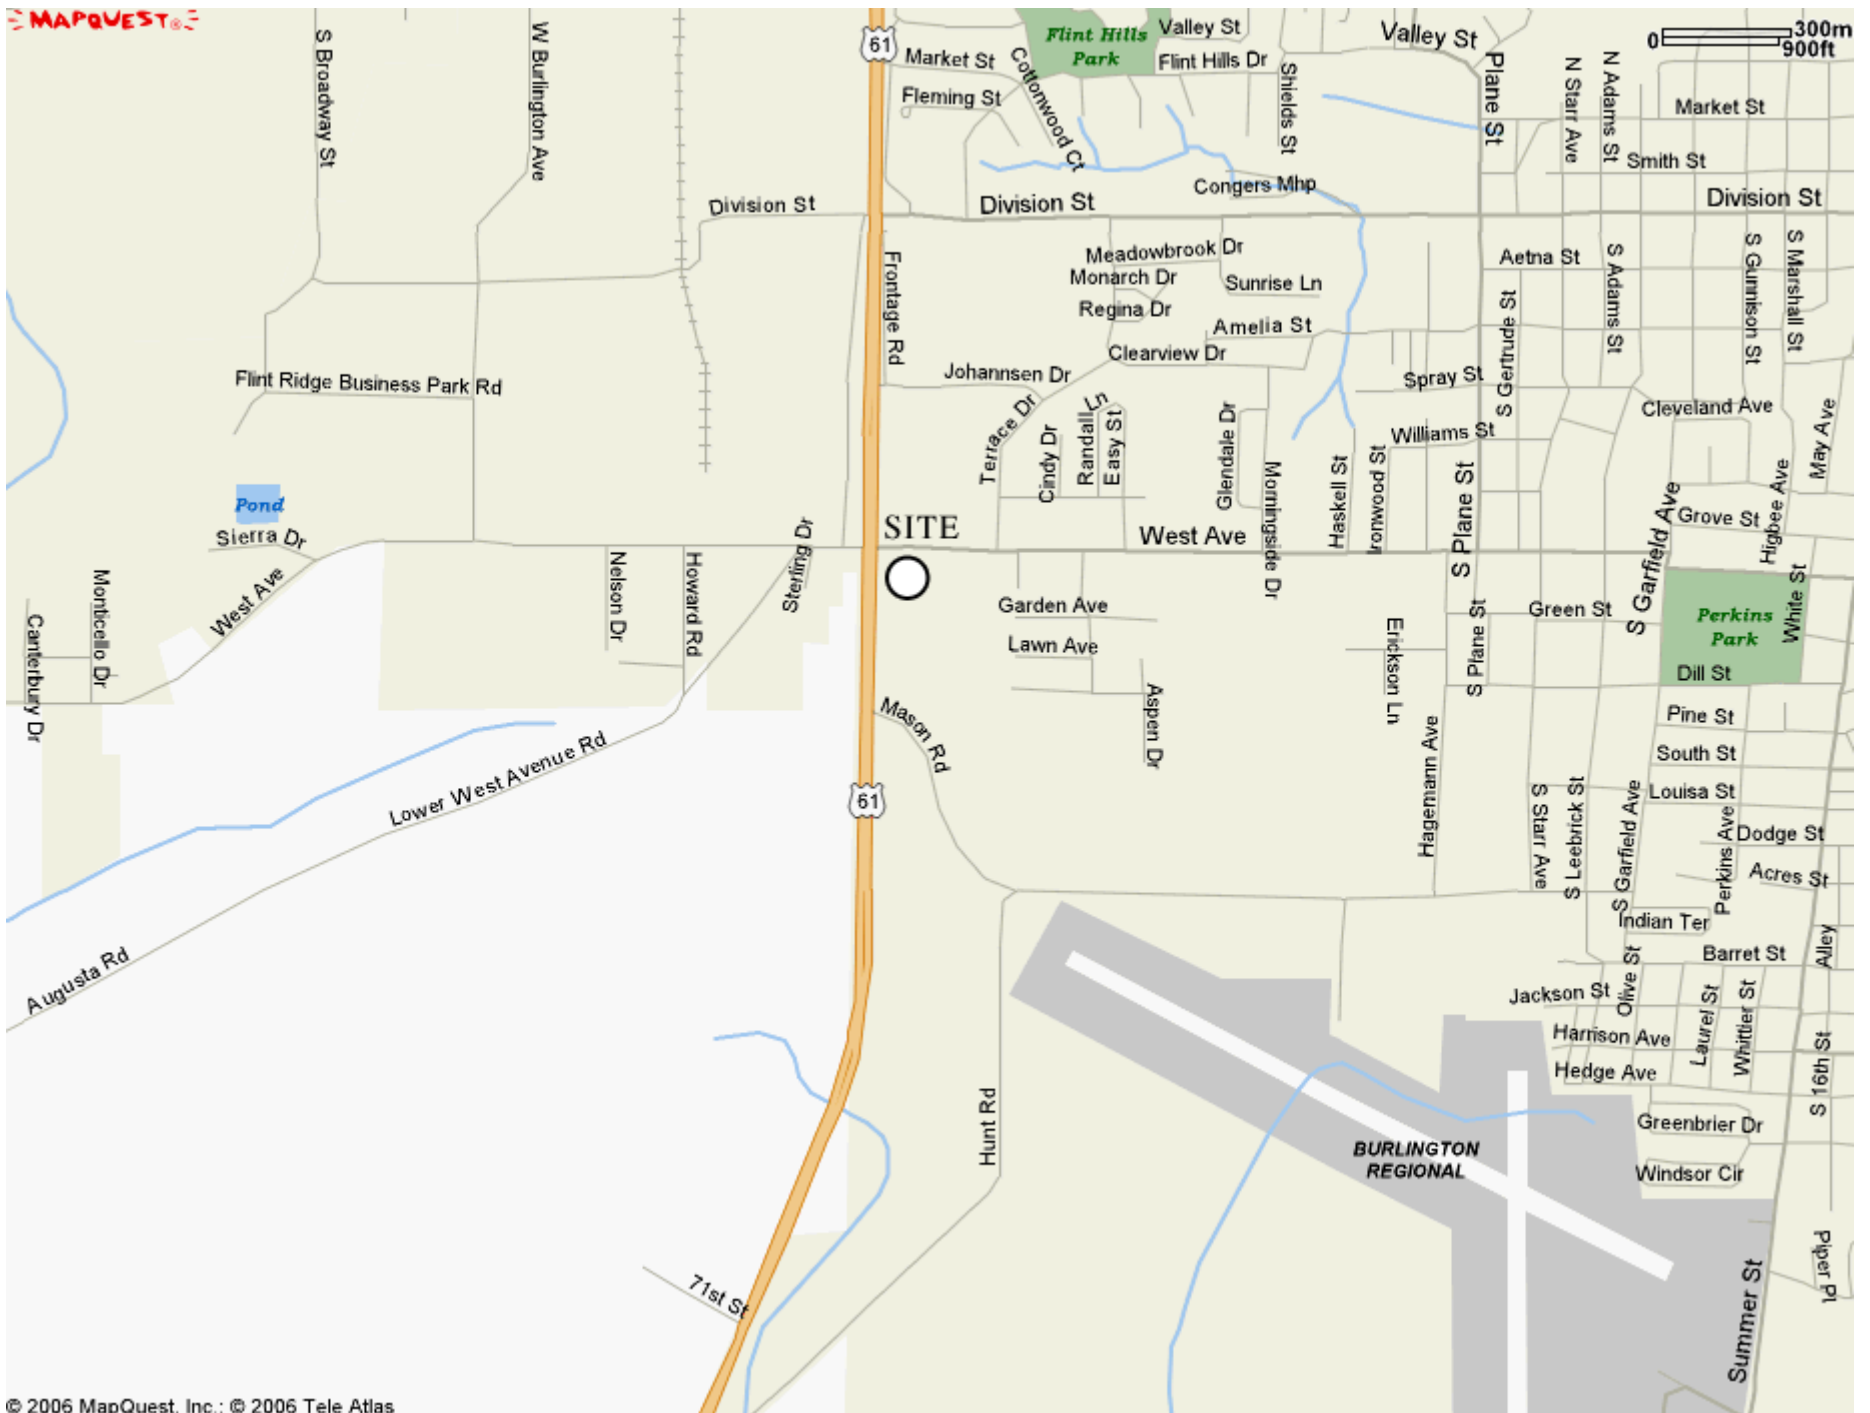 MAPQUEST®
S Broadway St
W Burlington Ave
61
Market St
Fleming St
Cottonwood Ct
Flint Hills
Park
Valley St
Flint Hills Dr
Shields St
Valley St
Plane St
N Starr Ave
N Adams St
0
300m
900ft
Market St
Smith St
Congers Mhp
Division St
Division St
Division St
Frontage Rd
Meadowbrook Dr
Monarch Dr
Sunrise Ln
Regina Dr
Amelia St
Clearview Dr
Johannsen Dr
Aetna St
S Gertrude St
S Adams St
S Gunnison St
S Marshall St
Spray St
Flint Ridge Business Park Rd
Terrace Dr
Cindy Dr
Randall Ln
Easy St
Glendale Dr
Morningside Dr
Haskell St
Ironwood St
Williams St
S Plane St
Cleveland Ave
May Ave
Higbee Ave
Grove St
S Garfield Ave
Pond
Sierra Dr
SITE
West Ave
West Ave
Canterbury Dr
Monticello Dr
Nelson Dr
Howard Rd
Sterling Dr
Garden Ave
Lawn Ave
Aspen Dr
Erickson Ln
S Plane St
Green St
Perkins
Park
White St
Dill St
Mason Rd
Hagemann Ave
Pine St
South St
Louisa St
Dodge St
Acres St
Perkins Ave
S Starr Ave
S Leebrick St
S Garfield Ave
Lower West Avenue Rd
61
Augusta Rd
Indian Ter
Barret St
Alley
Olive St
Jackson St
Laurel St
Whittier St
Harrison Ave
Hedge Ave
S 16th St
Greenbrier Dr
Windsor Cir
Hunt Rd
BURLINGTON
REGIONAL
71st St
Piper Pl
Summer St
© 2006 MapQuest, Inc.; © 2006 Tele Atlas